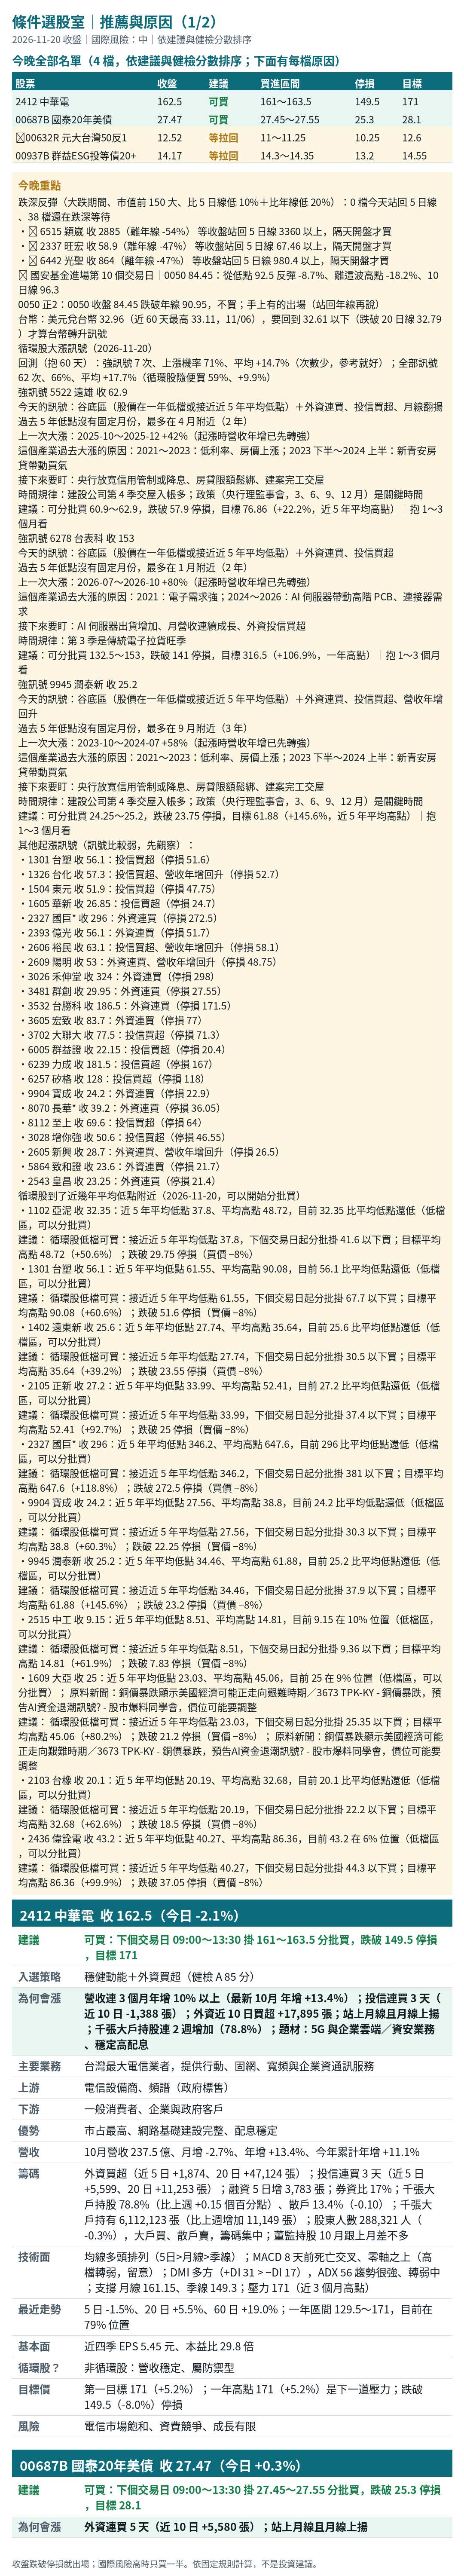 條件選股室｜推薦與原因（1/2）
2026-11-20 收盤｜國際風險：中｜依建議與健檢分數排序
今晚全部名單（4 檔，依建議與健檢分數排序；下面有每檔原因）
股票 收盤 建議 買進區間 停損 目標
2412 中華電 162.5 可買 161～163.5 149.5 171
00687B 國泰20年美債 27.47 可買 27.45～27.55 25.3 28.1
00632R 元大台灣50反1 12.52 等拉回 11～11.25 10.25 12.6
00937B 群益ESG投等債20+ 14.17 等拉回 14.3～14.35 13.2 14.55
今晚重點
跌深反彈（大跌期間、市值前 150 大、比 5 日線低 10%＋比年線低 20%）：0 檔今天站回 5 日線
、38 檔還在跌深等待
・ 6515 穎崴 收 2885（離年線 -54%） 等收盤站回 5 日線 3360 以上，隔天開盤才買
・ 2337 旺宏 收 58.9（離年線 -47%） 等收盤站回 5 日線 67.46 以上，隔天開盤才買
・ 6442 光聖 收 864（離年線 -47%） 等收盤站回 5 日線 980.4 以上，隔天開盤才買
國安基金進場第 10 個交易日｜0050 84.45：從低點 92.5 反彈 -8.7%、離這波高點 -18.2%、10
日線 96.3
0050 正2：0050 收盤 84.45 跌破年線 90.95，不買；手上有的出場（站回年線再說）
台幣：美元兌台幣 32.96（近 60 天最高 33.11，11/06），要回到 32.61 以下（跌破 20 日線 32.79
）才算台幣轉升訊號
循環股大漲訊號（2026-11-20）
回測（抱 60 天）：強訊號 7 次、上漲機率 71%、平均 +14.7%（次數少，參考就好）；全部訊號
62 次、66%、平均 +17.7%（循環股隨便買 59%、+9.9%）
強訊號 5522 遠雄 收 62.9
今天的訊號：谷底區（股價在一年低檔或接近近 5 年平均低點）＋外資連買、投信買超、月線翻揚
過去 5 年低點沒有固定月份，最多在 4 月附近（2 年）
上一次大漲：2025-10～2025-12 +42%（起漲時營收年增已先轉強）
這個產業過去大漲的原因：2021～2023：低利率、房價上漲；2023 下半～2024 上半：新青安房
貸帶動買氣
接下來要盯：央行放寬信用管制或降息、房貸限額鬆綁、建案完工交屋
時間規律：建設公司第 4 季交屋入帳多；政策（央行理監事會，3、6、9、12 月）是關鍵時間
建議：可分批買 60.9～62.9，跌破 57.9 停損，目標 76.86（+22.2%，近 5 年平均高點）｜抱 1～3
個月看
強訊號 6278 台表科 收 153
今天的訊號：谷底區（股價在一年低檔或接近近 5 年平均低點）＋外資連買、投信買超
過去 5 年低點沒有固定月份，最多在 1 月附近（2 年）
上一次大漲：2026-07～2026-10 +80%（起漲時營收年增已先轉強）
這個產業過去大漲的原因：2021：電子需求強；2024～2026：AI 伺服器帶動高階 PCB、連接器需
求
接下來要盯：AI 伺服器出貨增加、月營收連續成長、外資投信買超
時間規律：第 3 季是傳統電子拉貨旺季
建議：可分批買 132.5～153，跌破 141 停損，目標 316.5（+106.9%，一年高點）｜抱 1～3 個月
看
強訊號 9945 潤泰新 收 25.2
今天的訊號：谷底區（股價在一年低檔或接近近 5 年平均低點）＋外資連買、投信買超、營收年增
回升
過去 5 年低點沒有固定月份，最多在 9 月附近（3 年）
上一次大漲：2023-10～2024-07 +58%（起漲時營收年增已先轉強）
這個產業過去大漲的原因：2021～2023：低利率、房價上漲；2023 下半～2024 上半：新青安房
貸帶動買氣
接下來要盯：央行放寬信用管制或降息、房貸限額鬆綁、建案完工交屋
時間規律：建設公司第 4 季交屋入帳多；政策（央行理監事會，3、6、9、12 月）是關鍵時間
建議：可分批買 24.25～25.2，跌破 23.75 停損，目標 61.88（+145.6%，近 5 年平均高點）｜抱
1～3 個月看
其他起漲訊號（訊號比較弱，先觀察）：
・1301 台塑 收 56.1：投信買超（停損 51.6）
・1326 台化 收 57.3：投信買超、營收年增回升（停損 52.7）
・1504 東元 收 51.9：投信買超（停損 47.75）
・1605 華新 收 26.85：投信買超（停損 24.7）
・2327 國巨* 收 296：外資連買（停損 272.5）
・2393 億光 收 56.1：外資連買（停損 51.7）
・2606 裕民 收 63.1：投信買超、營收年增回升（停損 58.1）
・2609 陽明 收 53：外資連買、營收年增回升（停損 48.75）
・3026 禾伸堂 收 324：外資連買（停損 298）
・3481 群創 收 29.95：外資連買（停損 27.55）
・3532 台勝科 收 186.5：外資連買（停損 171.5）
・3605 宏致 收 83.7：外資連買（停損 77）
・3702 大聯大 收 77.5：投信買超（停損 71.3）
・6005 群益證 收 22.15：投信買超（停損 20.4）
・6239 力成 收 181.5：外資連買（停損 167）
・6257 矽格 收 128：投信買超（停損 118）
・9904 寶成 收 24.2：外資連買（停損 22.9）
・8070 長華* 收 39.2：外資連買（停損 36.05）
・8112 至上 收 69.6：投信買超（停損 64）
・3028 增你強 收 50.6：投信買超（停損 46.55）
・2605 新興 收 28.7：外資連買、營收年增回升（停損 26.5）
・5864 致和證 收 23.6：外資連買（停損 21.7）
・2543 皇昌 收 23.25：外資連買（停損 21.4）
循環股到了近幾年平均低點附近（2026-11-20，可以開始分批買）
・1102 亞泥 收 32.35：近 5 年平均低點 37.8、平均高點 48.72，目前 32.35 比平均低點還低（低檔
區，可以分批買）
建議： 循環股低檔可買：接近近 5 年平均低點 37.8，下個交易日起分批掛 41.6 以下買；目標平均
高點 48.72（+50.6%）；跌破 29.75 停損（買價 −8%）
・1301 台塑 收 56.1：近 5 年平均低點 61.55、平均高點 90.08，目前 56.1 比平均低點還低（低檔
區，可以分批買）
建議： 循環股低檔可買：接近近 5 年平均低點 61.55，下個交易日起分批掛 67.7 以下買；目標平
均高點 90.08（+60.6%）；跌破 51.6 停損（買價 −8%）
・1402 遠東新 收 25.6：近 5 年平均低點 27.74、平均高點 35.64，目前 25.6 比平均低點還低（低
檔區，可以分批買）
建議： 循環股低檔可買：接近近 5 年平均低點 27.74，下個交易日起分批掛 30.5 以下買；目標平
均高點 35.64（+39.2%）；跌破 23.55 停損（買價 −8%）
・2105 正新 收 27.2：近 5 年平均低點 33.99、平均高點 52.41，目前 27.2 比平均低點還低（低檔
區，可以分批買）
建議： 循環股低檔可買：接近近 5 年平均低點 33.99，下個交易日起分批掛 37.4 以下買；目標平
均高點 52.41（+92.7%）；跌破 25 停損（買價 −8%）
・2327 國巨* 收 296：近 5 年平均低點 346.2、平均高點 647.6，目前 296 比平均低點還低（低檔
區，可以分批買）
建議： 循環股低檔可買：接近近 5 年平均低點 346.2，下個交易日起分批掛 381 以下買；目標平均
高點 647.6（+118.8%）；跌破 272.5 停損（買價 −8%）
・9904 寶成 收 24.2：近 5 年平均低點 27.56、平均高點 38.8，目前 24.2 比平均低點還低（低檔區
，可以分批買）
建議： 循環股低檔可買：接近近 5 年平均低點 27.56，下個交易日起分批掛 30.3 以下買；目標平
均高點 38.8（+60.3%）；跌破 22.25 停損（買價 −8%）
・9945 潤泰新 收 25.2：近 5 年平均低點 34.46、平均高點 61.88，目前 25.2 比平均低點還低（低
檔區，可以分批買）
建議： 循環股低檔可買：接近近 5 年平均低點 34.46，下個交易日起分批掛 37.9 以下買；目標平
均高點 61.88（+145.6%）；跌破 23.2 停損（買價 −8%）
・2515 中工 收 9.15：近 5 年平均低點 8.51、平均高點 14.81，目前 9.15 在 10% 位置（低檔區，
可以分批買）
建議： 循環股低檔可買：接近近 5 年平均低點 8.51，下個交易日起分批掛 9.36 以下買；目標平均
高點 14.81（+61.9%）；跌破 7.83 停損（買價 −8%）
・1609 大亞 收 25：近 5 年平均低點 23.03、平均高點 45.06，目前 25 在 9% 位置（低檔區，可以
分批買）； 原料新聞：銅價暴跌顯示美國經濟可能正走向艱難時期／3673 TPK-KY - 銅價暴跌，預
告AI資金退潮訊號? - 股市爆料同學會，價位可能要調整
建議： 循環股低檔可買：接近近 5 年平均低點 23.03，下個交易日起分批掛 25.35 以下買；目標平
均高點 45.06（+80.2%）；跌破 21.2 停損（買價 −8%）； 原料新聞：銅價暴跌顯示美國經濟可能
正走向艱難時期／3673 TPK-KY - 銅價暴跌，預告AI資金退潮訊號? - 股市爆料同學會，價位可能要
調整
・2103 台橡 收 20.1：近 5 年平均低點 20.19、平均高點 32.68，目前 20.1 比平均低點還低（低檔
區，可以分批買）
建議： 循環股低檔可買：接近近 5 年平均低點 20.19，下個交易日起分批掛 22.2 以下買；目標平
均高點 32.68（+62.6%）；跌破 18.5 停損（買價 −8%）
・2436 偉詮電 收 43.2：近 5 年平均低點 40.27、平均高點 86.36，目前 43.2 在 6% 位置（低檔區
，可以分批買）
建議： 循環股低檔可買：接近近 5 年平均低點 40.27，下個交易日起分批掛 44.3 以下買；目標平
均高點 86.36（+99.9%）；跌破 37.05 停損（買價 −8%）
2412 中華電 收 162.5（今日 -2.1%）
建議 可買：下個交易日 09:00～13:30 掛 161～163.5 分批買，跌破 149.5 停損
，目標 171
入選策略 穩健動能＋外資買超（健檢 A 85 分）
為何會漲 營收連 3 個月年增 10% 以上（最新 10月 年增 +13.4%）；投信連買 3 天（
近 10 日 -1,388 張）；外資近 10 日買超 +17,895 張；站上月線且月線上揚
；千張大戶持股連 2 週增加（78.8%）；題材：5G 與企業雲端／資安業務
、穩定高配息
主要業務 台灣最大電信業者，提供行動、固網、寬頻與企業資通訊服務
上游 電信設備商、頻譜（政府標售）
下游 一般消費者、企業與政府客戶
優勢 市占最高、網路基礎建設完整、配息穩定
營收 10月營收 237.5 億、月增 -2.7%、年增 +13.4%、今年累計年增 +11.1%
籌碼 外資買超（近 5 日 +1,874、20 日 +47,124 張）；投信連買 3 天（近 5 日
+5,599、20 日 +11,253 張）；融資 5 日增 3,783 張；券資比 17%；千張大
戶持股 78.8%（比上週 +0.15 個百分點）、散戶 13.4%（-0.10）；千張大
戶持有 6,112,123 張（比上週增加 11,149 張）；股東人數 288,321 人（
-0.3%），大戶買、散戶賣，籌碼集中；董監持股 10 月跟上月差不多
技術面 均線多頭排列（5日>月線>季線）；MACD 8 天前死亡交叉、零軸之上（高
檔轉弱，留意）；DMI 多方（+DI 31 > −DI 17），ADX 56 趨勢很強、轉弱中
；支撐 月線 161.15、季線 149.3；壓力 171（近 3 個月高點）
最近走勢 5 日 -1.5%、20 日 +5.5%、60 日 +19.0%；一年區間 129.5～171，目前在
79% 位置
基本面 近四季 EPS 5.45 元、本益比 29.8 倍
循環股？ 非循環股：營收穩定、屬防禦型
目標價 第一目標 171（+5.2%）；一年高點 171（+5.2%）是下一道壓力；跌破
149.5（-8.0%）停損
風險 電信市場飽和、資費競爭、成長有限
00687B 國泰20年美債 收 27.47（今日 +0.3%）
建議 可買：下個交易日 09:00～13:30 掛 27.45～27.55 分批買，跌破 25.3 停損
，目標 28.1
為何會漲 外資連買 5 天（近 10 日 +5,580 張）；站上月線且月線上揚
收盤跌破停損就出場；國際風險高時只買一半。依固定規則計算，不是投資建議。